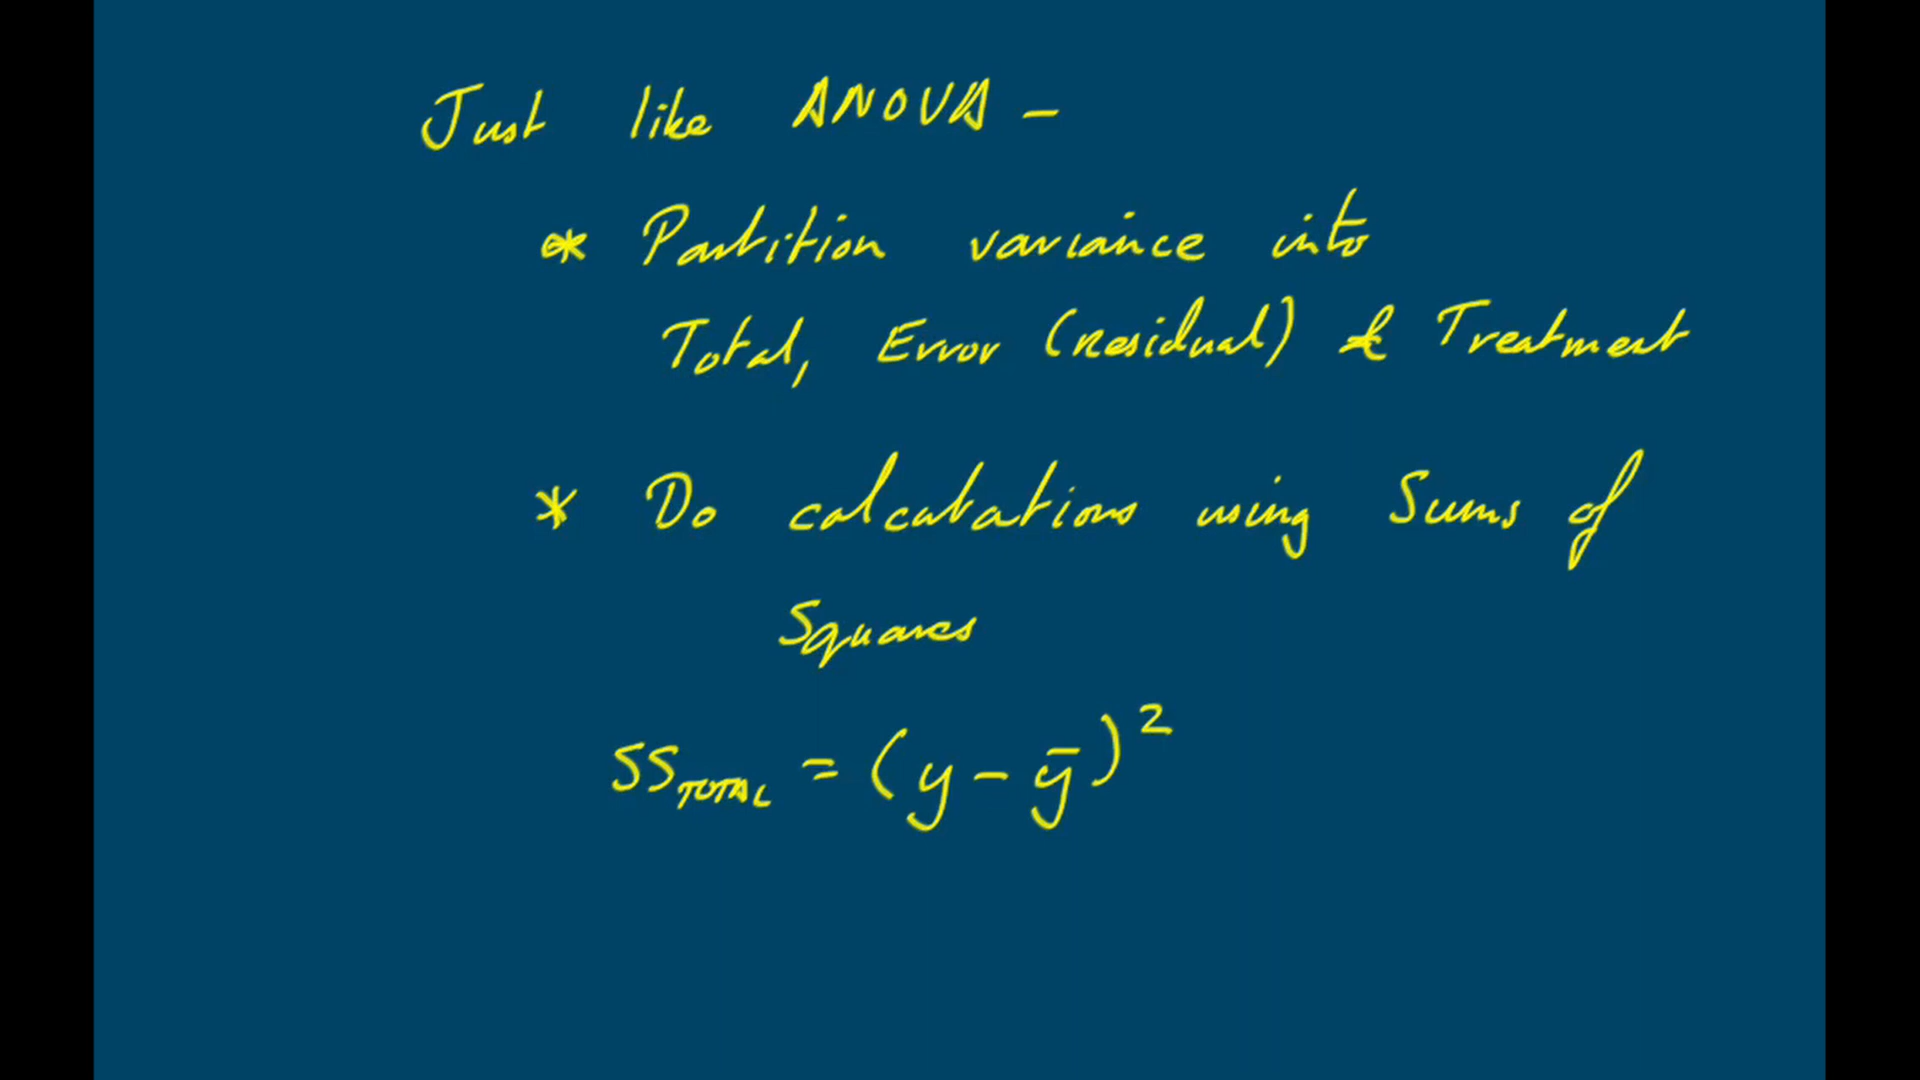 Just like ANOVA -
* Partition variance into
Total, Error (Residual) & Treatment
* Do calculations using Sums of
Squares
SS_TOTAL = (y - ȳ)²